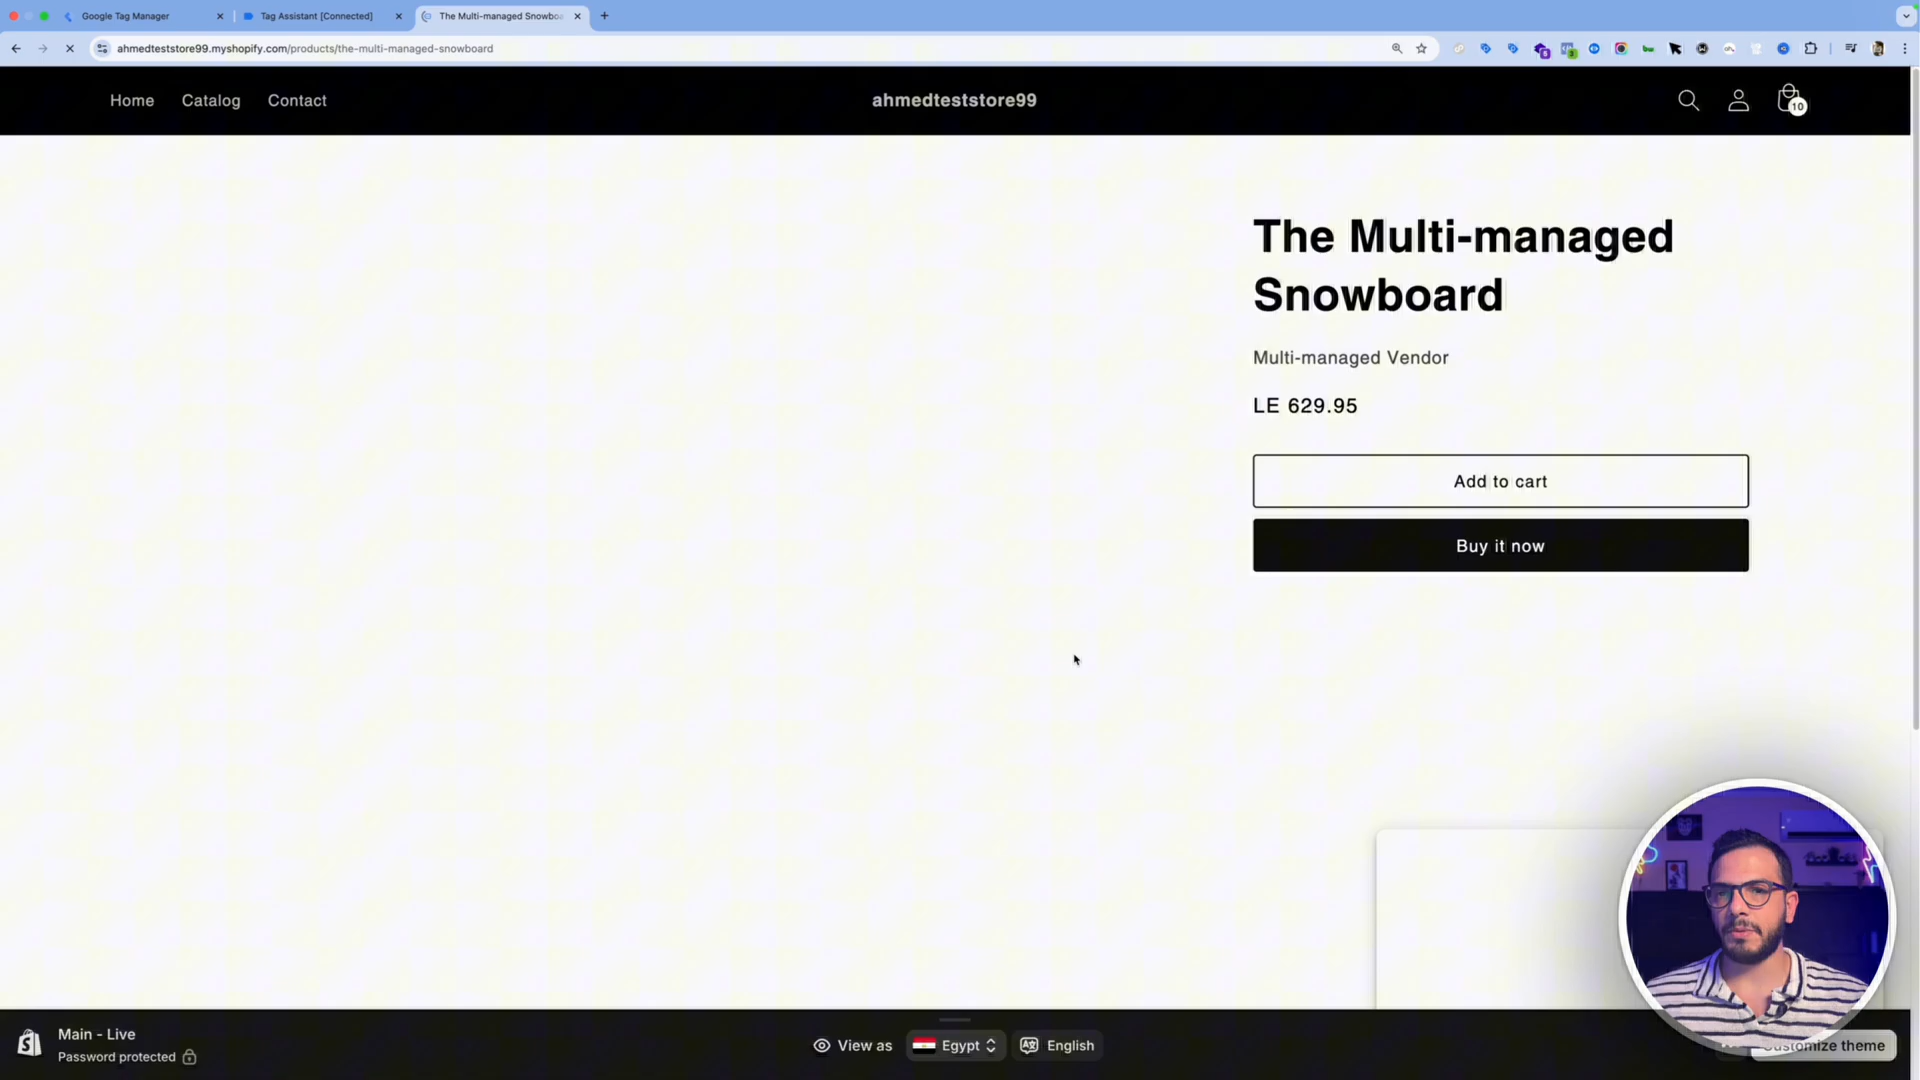 Google Tag Manager
Tag Assistant [Connected]
The Multi-managed Snowbo
ahmedteststore99.myshopify.com/products/the-multi-managed-snowboard
Home
Catalog
Contact
ahmedteststore99
10
The Multi-managed
Snowboard
Multi-managed Vendor
LE 629.95
Add to cart
Buy it now
Main - Live
Password protected
View as
Egypt
English
Customize theme